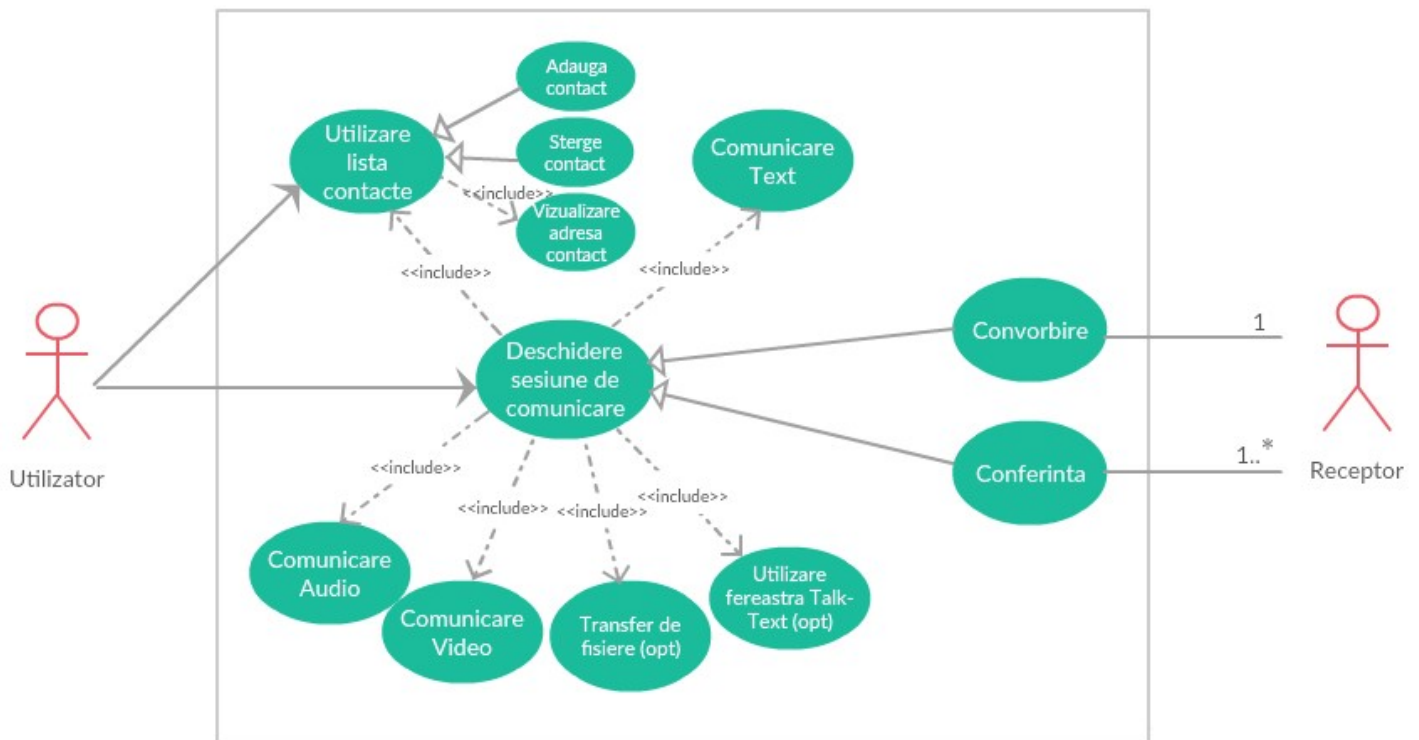 Adauga
contact
Utilizare
lista
contacte
Sterge
contact
Comunicare
Text
<<include>>
Vizualizare
adresa
contact
<<include>>
<<include>>
Convorbire
1
Deschidere
sesiune de
comunicare
Utilizator
Conferinta
1..*
Receptor
<<include>>
<<include>>
<<include>>
<<include>>
Comunicare
Audio
Comunicare
Video
Transfer de
fisiere (opt)
Utilizare
fereastra Talk-
Text (opt)